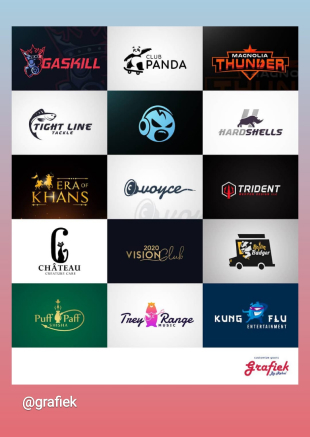 GASKILL
CLUB
PANDA
MAGNOLIA
THUNDER
TIGHT LINE
TACKLE
HARDSHELLS
ERA OF
KHANS
voyce
TRIDENT
CHÂTEAU
2020
VISION Club
Badger
Puff Paff
Trey Range
MUSIC
KUNG FLU
ENTERTAINMENT
Grafiek
@grafiek